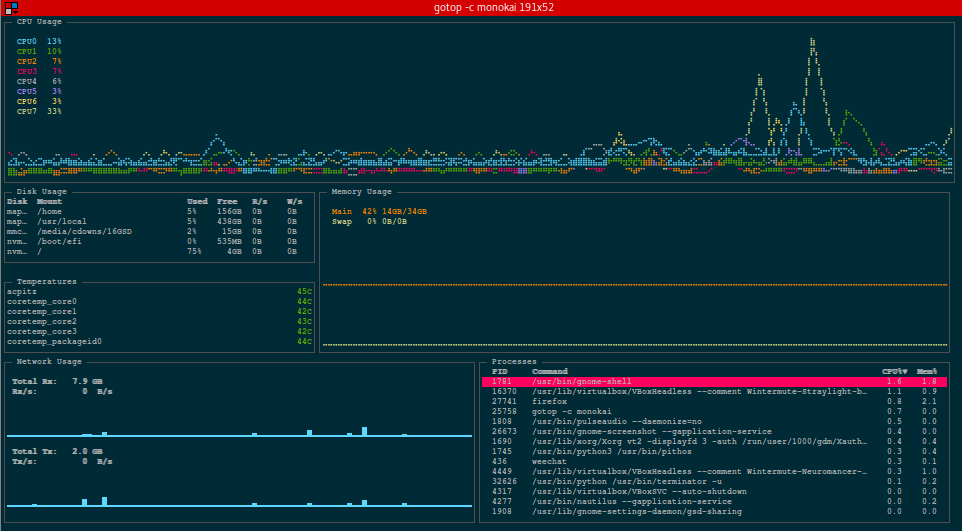 gotop -c monokai 191x52
CPU Usage
CPU0 13%
CPU1 10%
CPU2 7%
CPU3 7%
CPU4 6%
CPU5 3%
CPU6 3%
CPU7 33%
Disk Usage
Disk Mount Used Free R/s W/s
map… /home 5% 156GB 0B 0B
map… /usr/local 5% 438GB 0B 0B
mmc… /media/cdowns/16GSD 2% 15GB 0B 0B
nvm… /boot/efi 0% 535MB 0B 0B
nvm… / 75% 4GB 0B 0B
Memory Usage
Main 42% 14GB/34GB
Swap 0% 0B/0B
Temperatures
acpitz 45C
coretemp_core0 44C
coretemp_core1 42C
coretemp_core2 43C
coretemp_core3 42C
coretemp_packageid0 44C
Network Usage
Total Rx: 7.9 GB
Rx/s: 0 B/s
Total Tx: 2.0 GB
Tx/s: 0 B/s
Processes
PID Command CPU%▼ Mem%
1781 /usr/bin/gnome-shell 1.6 1.8
16370 /usr/lib/virtualbox/VBoxHeadless --comment Wintermute-Straylight-b… 1.1 0.9
27741 firefox 0.8 2.1
25758 gotop -c monokai 0.7 0.0
1808 /usr/bin/pulseaudio --daemonize=no 0.5 0.0
26673 /usr/bin/gnome-screenshot --gapplication-service 0.4 0.0
1690 /usr/lib/xorg/Xorg vt2 -displayfd 3 -auth /run/user/1000/gdm/Xauth… 0.4 0.4
1745 /usr/bin/python3 /usr/bin/pithos 0.3 0.4
436 weechat 0.3 0.1
4449 /usr/lib/virtualbox/VBoxHeadless --comment Wintermute-Neuromancer-… 0.3 1.0
32626 /usr/bin/python /usr/bin/terminator -u 0.1 0.2
4317 /usr/lib/virtualbox/VBoxSVC --auto-shutdown 0.0 0.0
4277 /usr/bin/nautilus --gapplication-service 0.0 0.2
1908 /usr/lib/gnome-settings-daemon/gsd-sharing 0.0 0.0